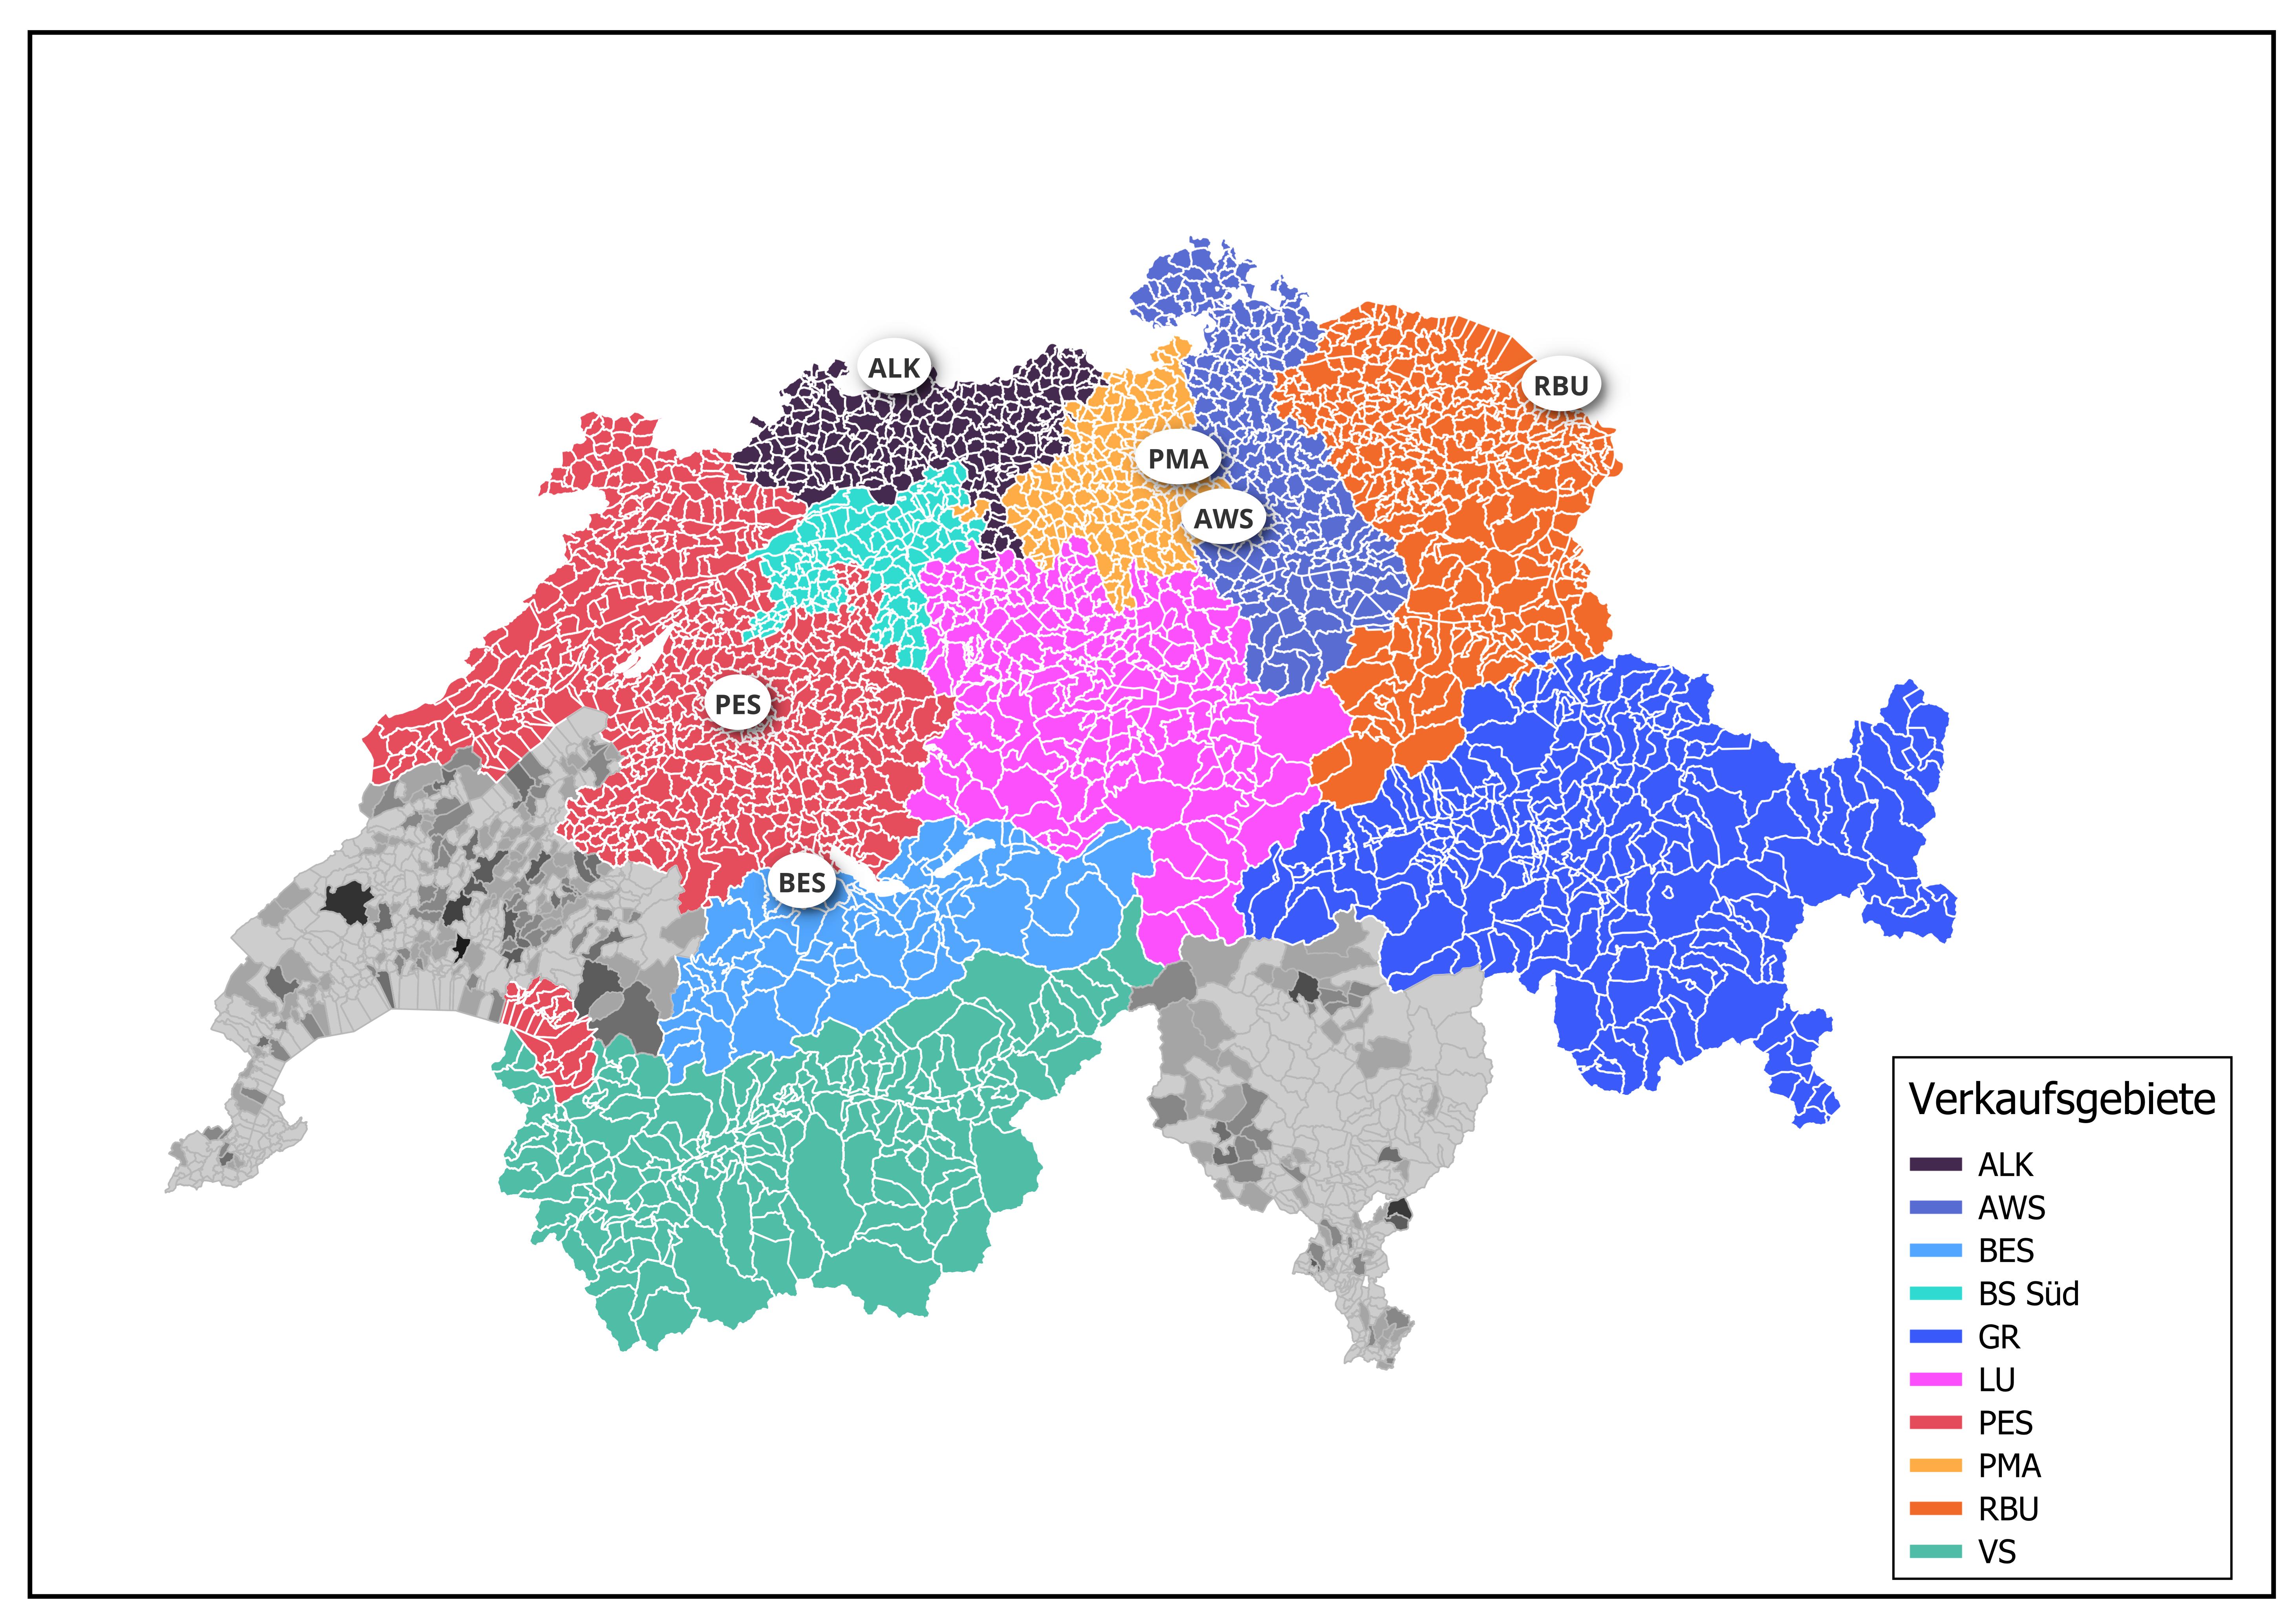 ALK
RBU
PMA
AWS
PES
BES
Verkaufsgebiete
ALK
AWS
BES
BS Süd
GR
LU
PES
PMA
RBU
VS